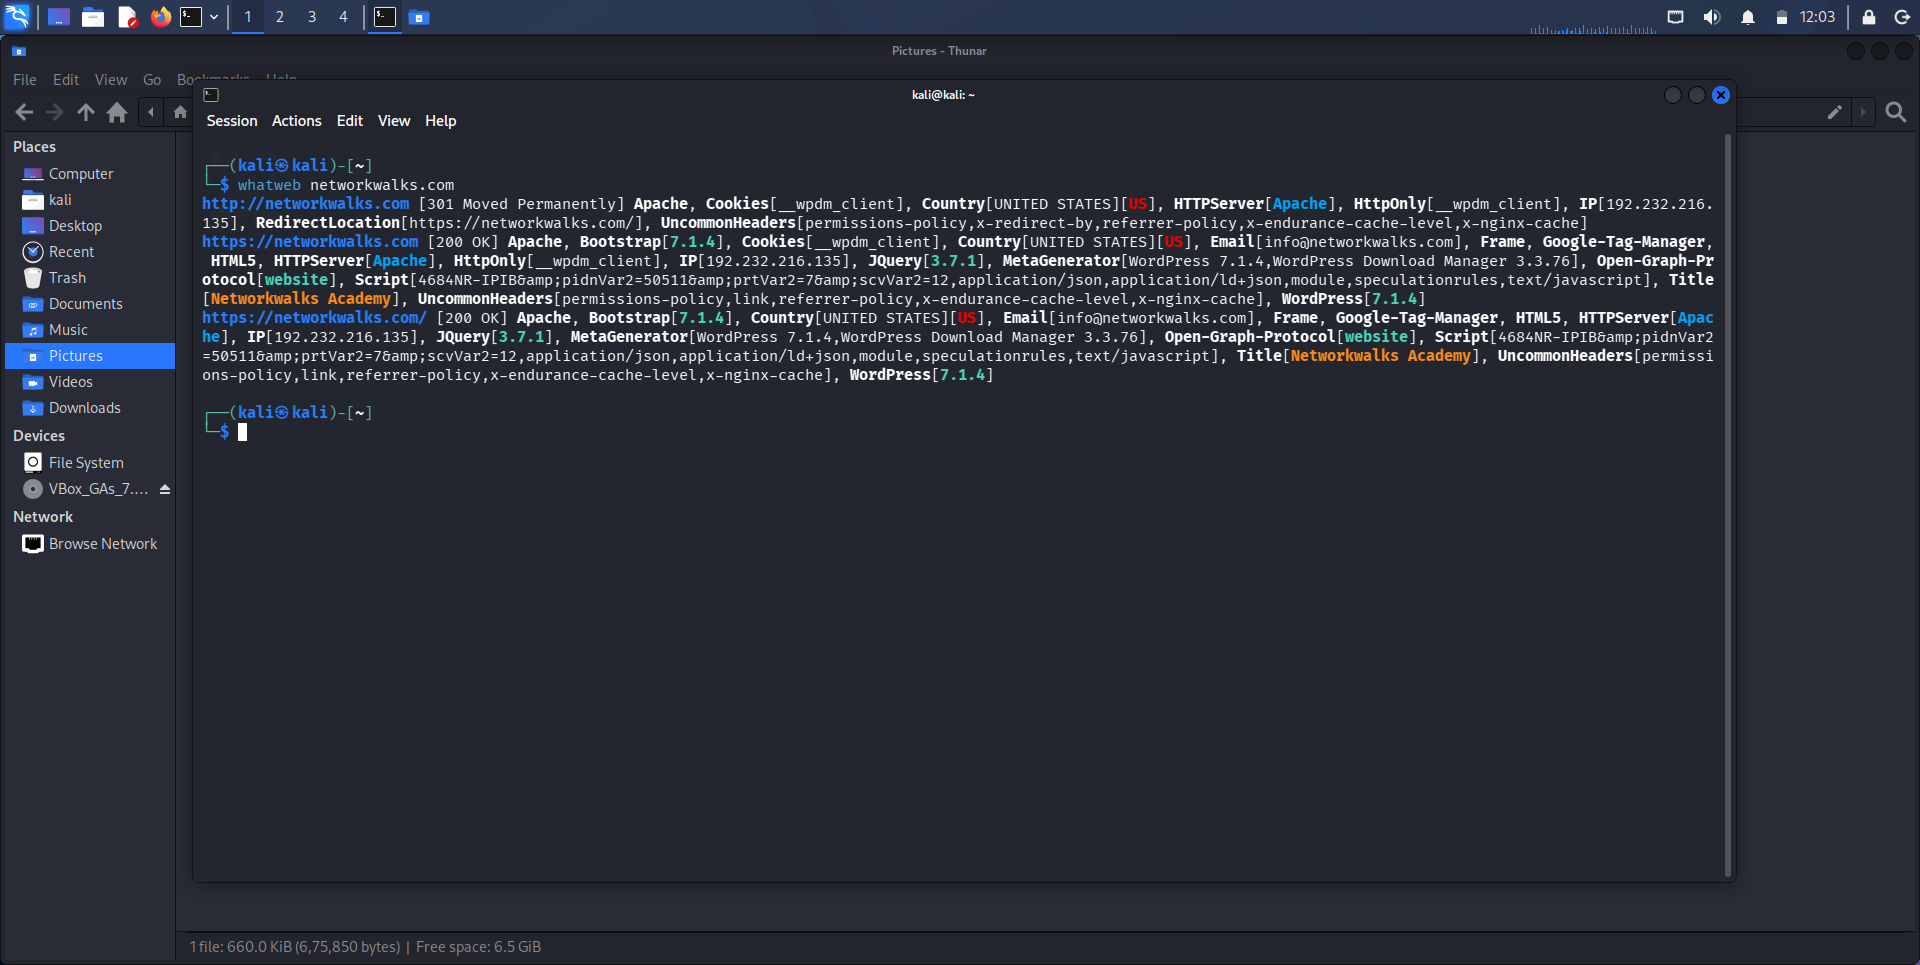 1 2 3 4 12:03
Pictures - Thunar
File Edit View Go Bookmarks Help
kali@kali: ~
Session Actions Edit View Help
Places
Computer
kali
Desktop
Recent
Trash
Documents
Music
Pictures
Videos
Downloads
Devices
File System
VBox_GAs_7....
Network
Browse Network
┌──(kali㉿kali)-[~]
└─$ whatweb networkwalks.com
http://networkwalks.com [301 Moved Permanently] Apache, Cookies[__wpdm_client], Country[UNITED STATES][US], HTTPServer[Apache], HttpOnly[__wpdm_client], IP[192.232.216.
135], RedirectLocation[https://networkwalks.com/], UncommonHeaders[permissions-policy,x-redirect-by,referrer-policy,x-endurance-cache-level,x-nginx-cache]
https://networkwalks.com [200 OK] Apache, Bootstrap[7.1.4], Cookies[__wpdm_client], Country[UNITED STATES][US], Email[info@networkwalks.com], Frame, Google-Tag-Manager,
HTML5, HTTPServer[Apache], HttpOnly[__wpdm_client], IP[192.232.216.135], JQuery[3.7.1], MetaGenerator[WordPress 7.1.4,WordPress Download Manager 3.3.76], Open-Graph-Pr
otocol[website], Script[4684NR-IPIB&amp;pidnVar2=50511&amp;prtVar2=7&amp;scvVar2=12,application/json,application/ld+json,module,speculationrules,text/javascript], Title
[Networkwalks Academy], UncommonHeaders[permissions-policy,link,referrer-policy,x-endurance-cache-level,x-nginx-cache], WordPress[7.1.4]
https://networkwalks.com/ [200 OK] Apache, Bootstrap[7.1.4], Country[UNITED STATES][US], Email[info@networkwalks.com], Frame, Google-Tag-Manager, HTML5, HTTPServer[Apac
he], IP[192.232.216.135], JQuery[3.7.1], MetaGenerator[WordPress 7.1.4,WordPress Download Manager 3.3.76], Open-Graph-Protocol[website], Script[4684NR-IPIB&amp;pidnVar2
=50511&amp;prtVar2=7&amp;scvVar2=12,application/json,application/ld+json,module,speculationrules,text/javascript], Title[Networkwalks Academy], UncommonHeaders[permissi
ons-policy,link,referrer-policy,x-endurance-cache-level,x-nginx-cache], WordPress[7.1.4]
┌──(kali㉿kali)-[~]
└─$
1 file: 660.0 KiB (6,75,850 bytes) | Free space: 6.5 GiB